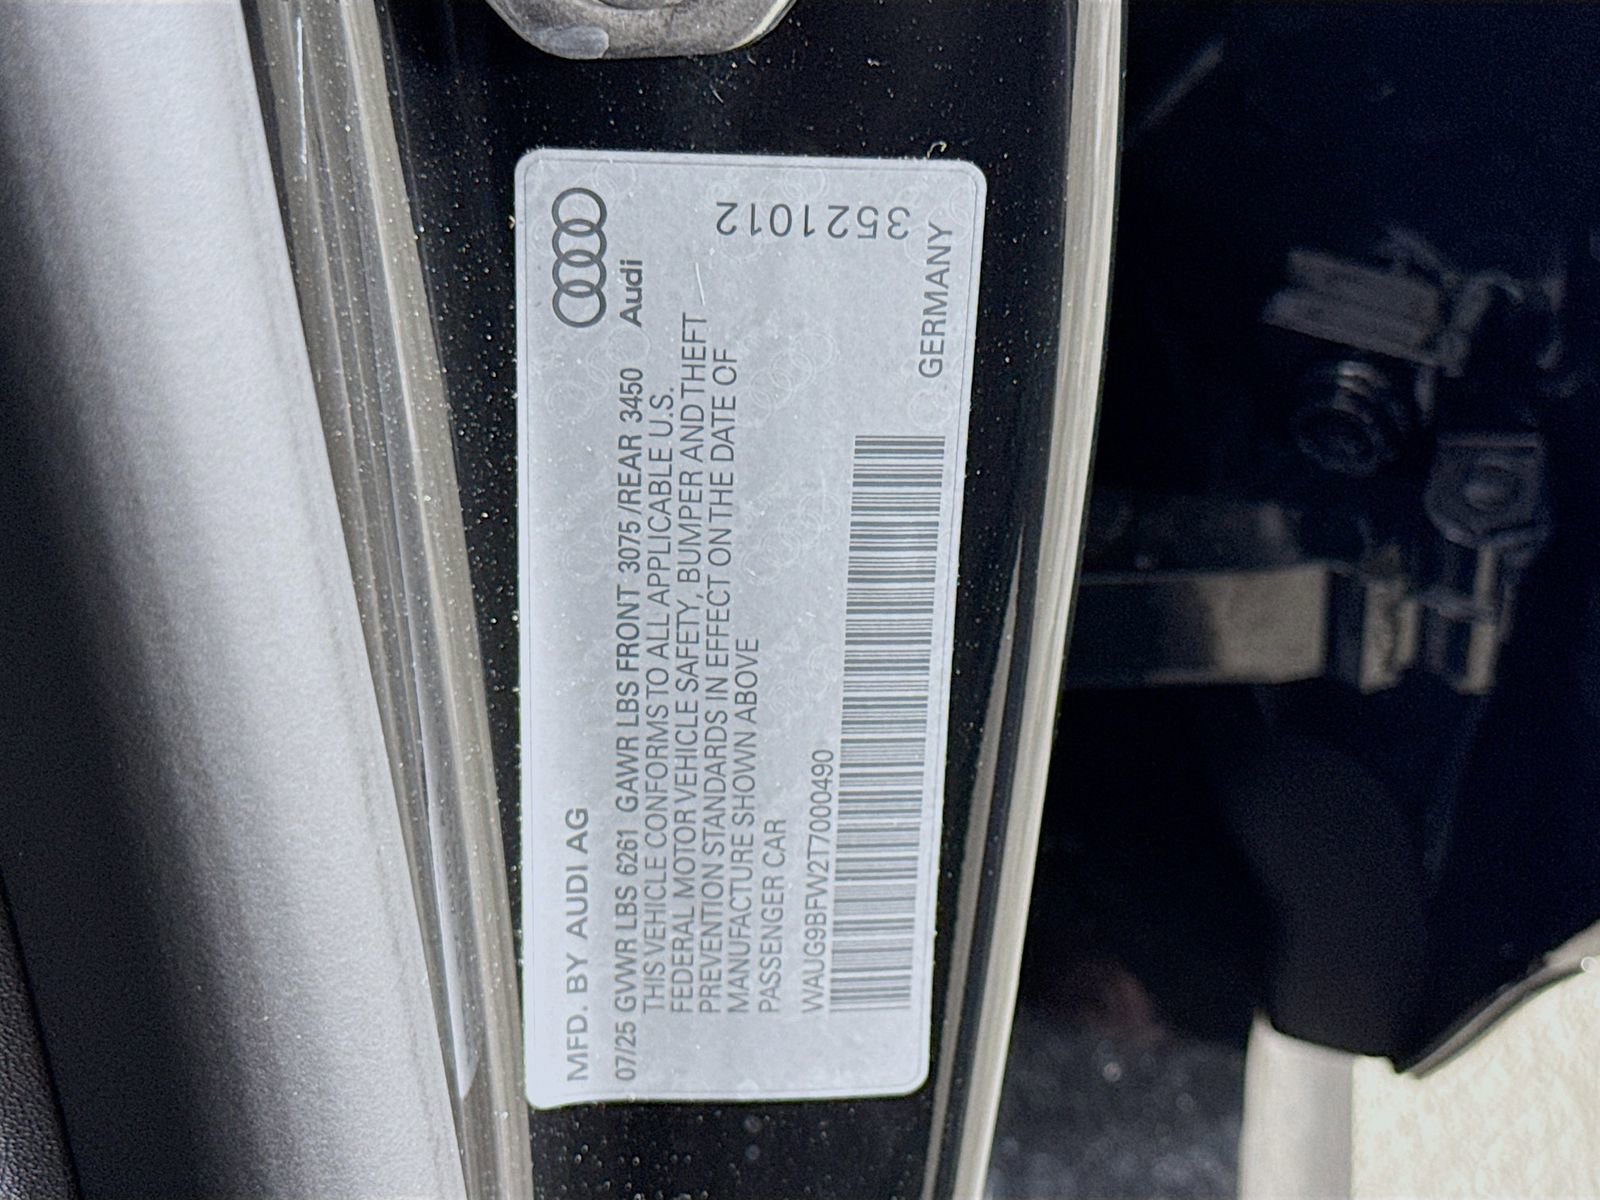 MFD. BY AUDI AG
Audi
07/25 GVWR LBS 6261 GAWR LBS FRONT 3075 /REAR 3450
THIS VEHICLE CONFORMS TO ALL APPLICABLE U.S.
FEDERAL MOTOR VEHICLE SAFETY, BUMPER AND THEFT
PREVENTION STANDARDS IN EFFECT ON THE DATE OF
MANUFACTURE SHOWN ABOVE
PASSENGER CAR
3521012
WAUG9BFW2T7000490
GERMANY